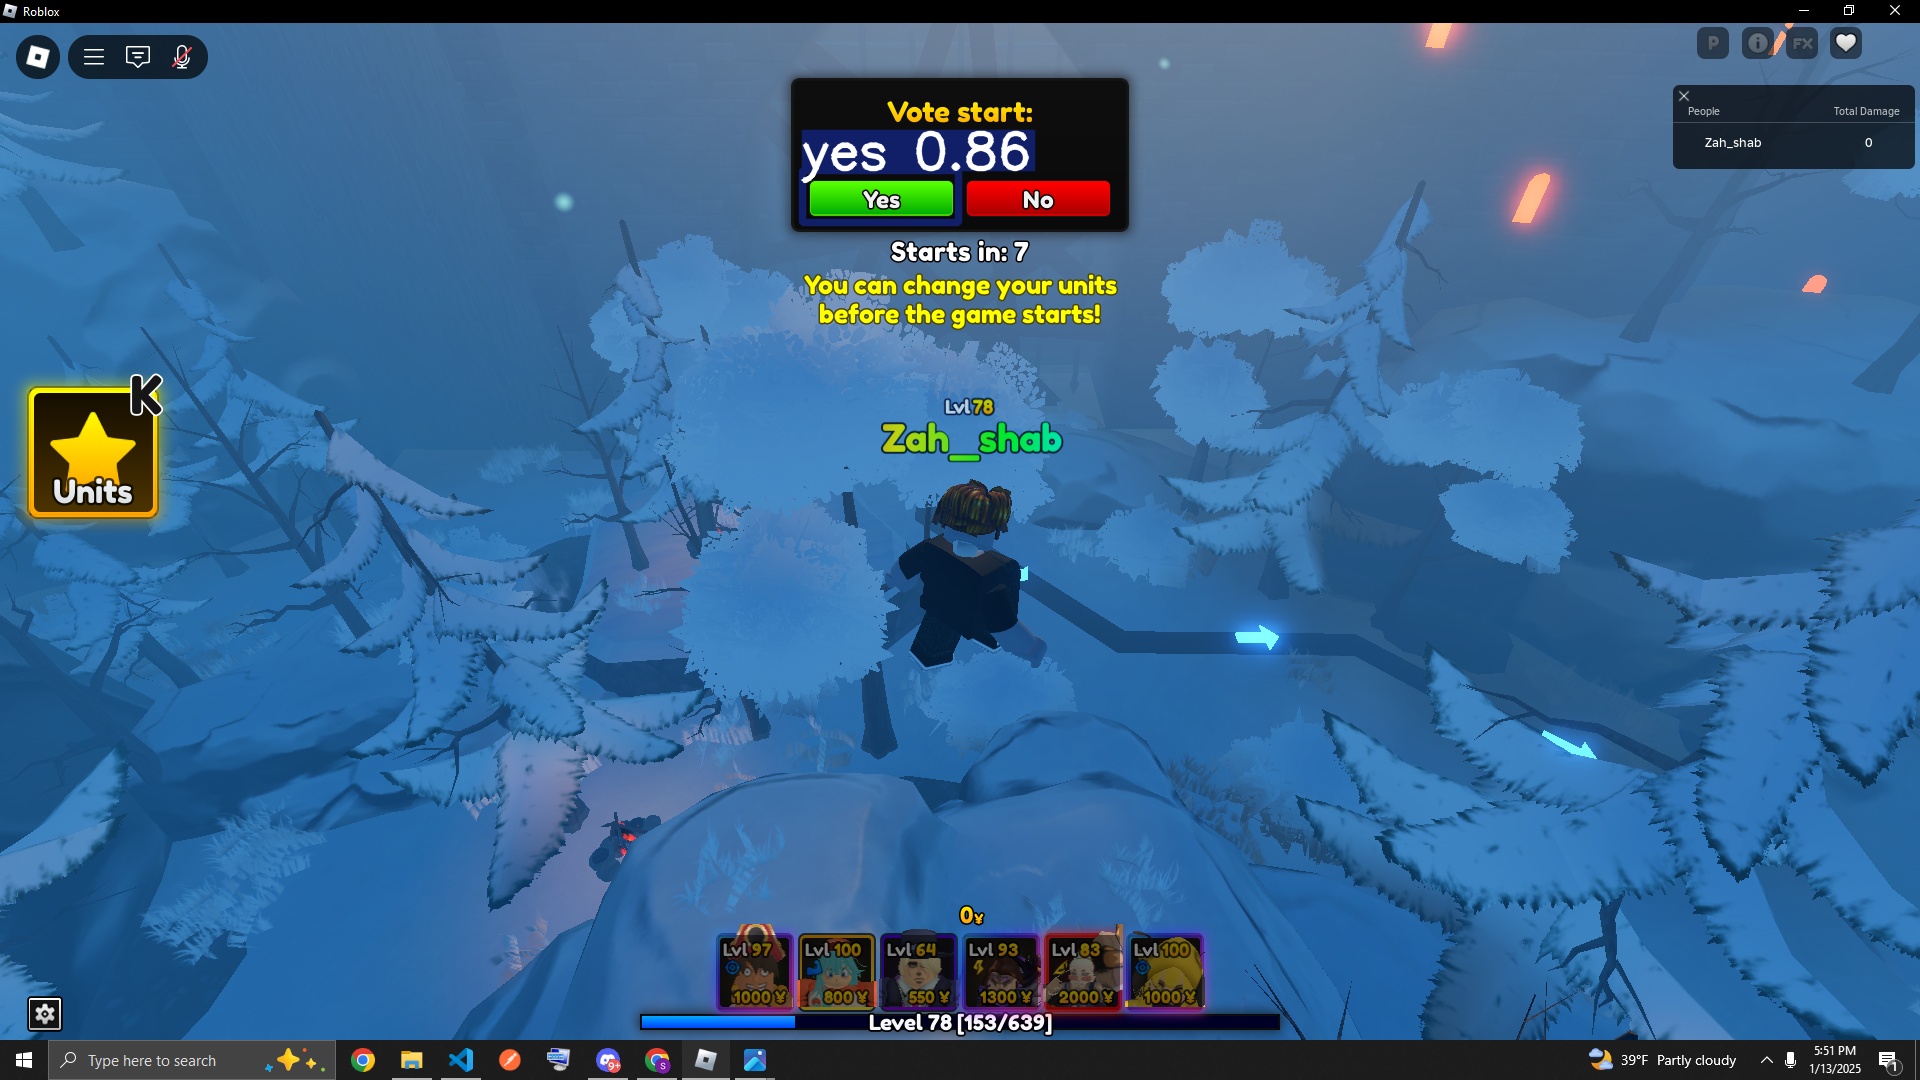 Roblox
P
i
FX
People Total Damage
Zah_shab 0
Vote start:
yes 0.86
Yes No
Starts in: 7
You can change your units
before the game starts!
K
Units
Lvl 78
Zah__shab
0¥
Lvl 97 Lvl 100 Lvl 64 Lvl 93 Lvl 83 Lvl 100
1000 ¥ 800 ¥ 550 ¥ 1300 ¥ 2000 ¥ 1000 ¥
Level 78 [153/639]
Type here to search
9+
S
39°F Partly cloudy
5:51 PM
1/13/2025
1